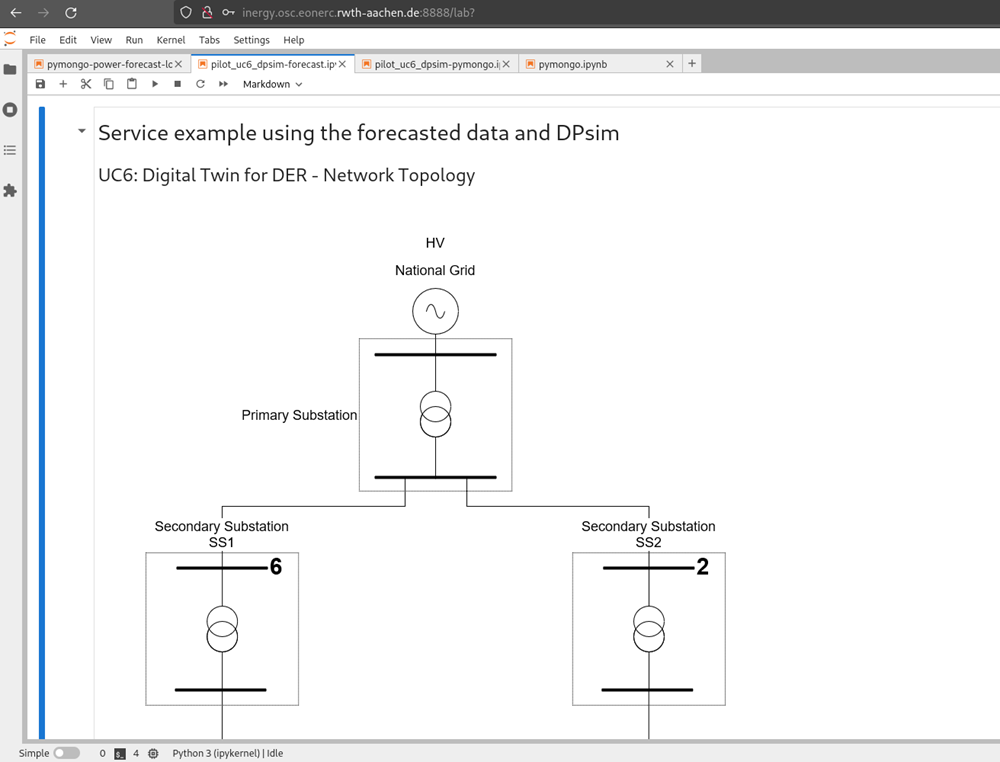 inergy.osc.eonerc.rwth-aachen.de:8888/lab?
File Edit View Run Kernel Tabs Settings Help
pymongo-power-forecast-lc pilot_uc6_dpsim-forecast.ipy pilot_uc6_dpsim-pymongo.i pymongo.ipynb
Markdown
Service example using the forecasted data and DPsim
UC6: Digital Twin for DER - Network Topology
HV
National Grid
Primary Substation
Secondary Substation
SS1
6
Secondary Substation
SS2
2
Simple 0 4 Python 3 (ipykernel) | Idle